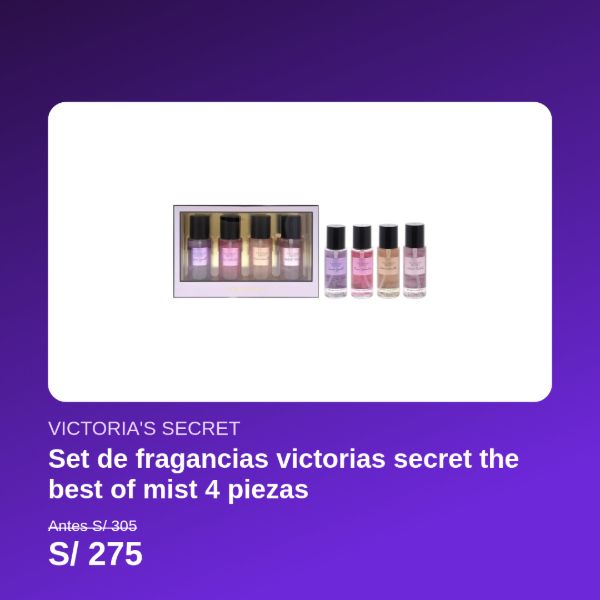 VICTORIA'S SECRET
Set de fragancias victorias secret the
best of mist 4 piezas
Antes S/ 305
S/ 275